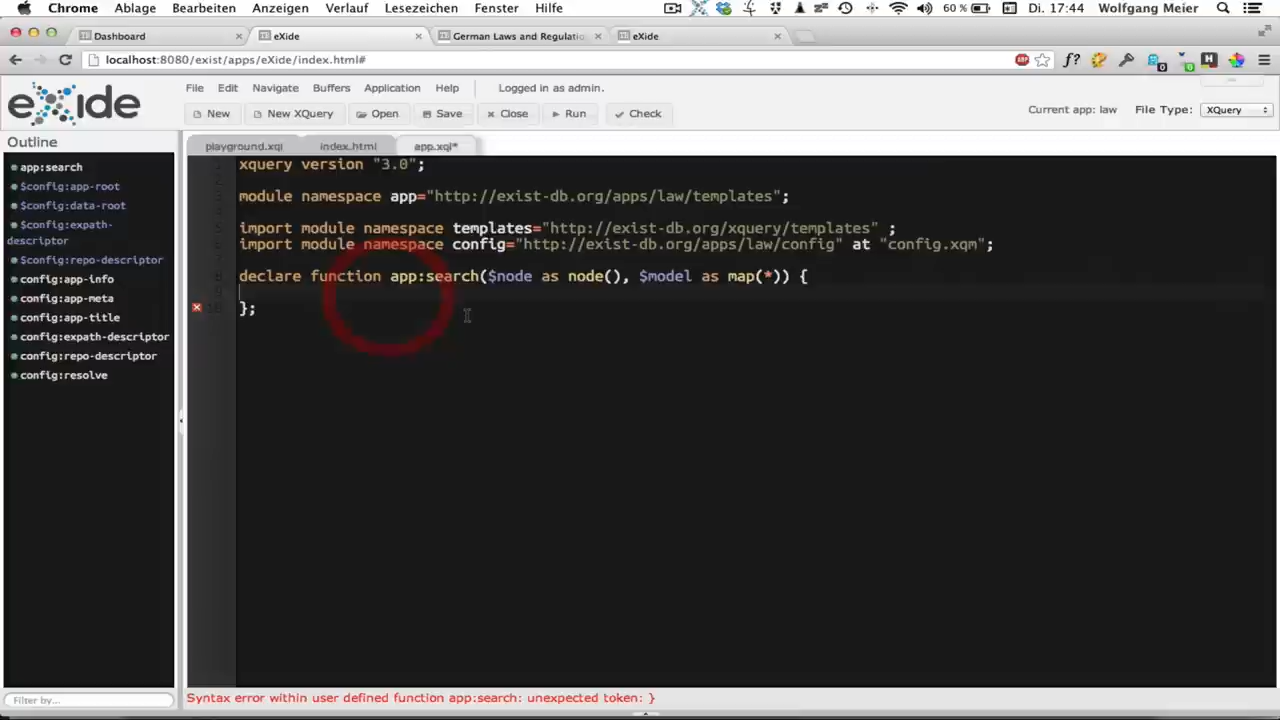 Chrome Ablage Bearbeiten Anzeigen Verlauf Lesezeichen Fenster Hilfe 60 % Di. 17:44 Wolfgang Meier
Dashboard eXide German Laws and Regulatio eXide
localhost:8080/exist/apps/eXide/index.html#
eXide
File Edit Navigate Buffers Application Help Logged in as admin.
New New XQuery Open Save Close Run Check Current app: law File Type: XQuery
Outline
playground.xql index.html app.xql*
app:search
$config:app-root
$config:data-root
$config:expath-
descriptor
$config:repo-descriptor
config:app-info
config:app-meta
config:app-title
config:expath-descriptor
config:repo-descriptor
config:resolve
Filter by...
xquery version "3.0";
module namespace app="http://exist-db.org/apps/law/templates";
import module namespace templates="http://exist-db.org/xquery/templates" ;
import module namespace config="http://exist-db.org/apps/law/config" at "config.xqm";
declare function app:search($node as node(), $model as map(*)) {
10 };
Syntax error within user defined function app:search: unexpected token: }